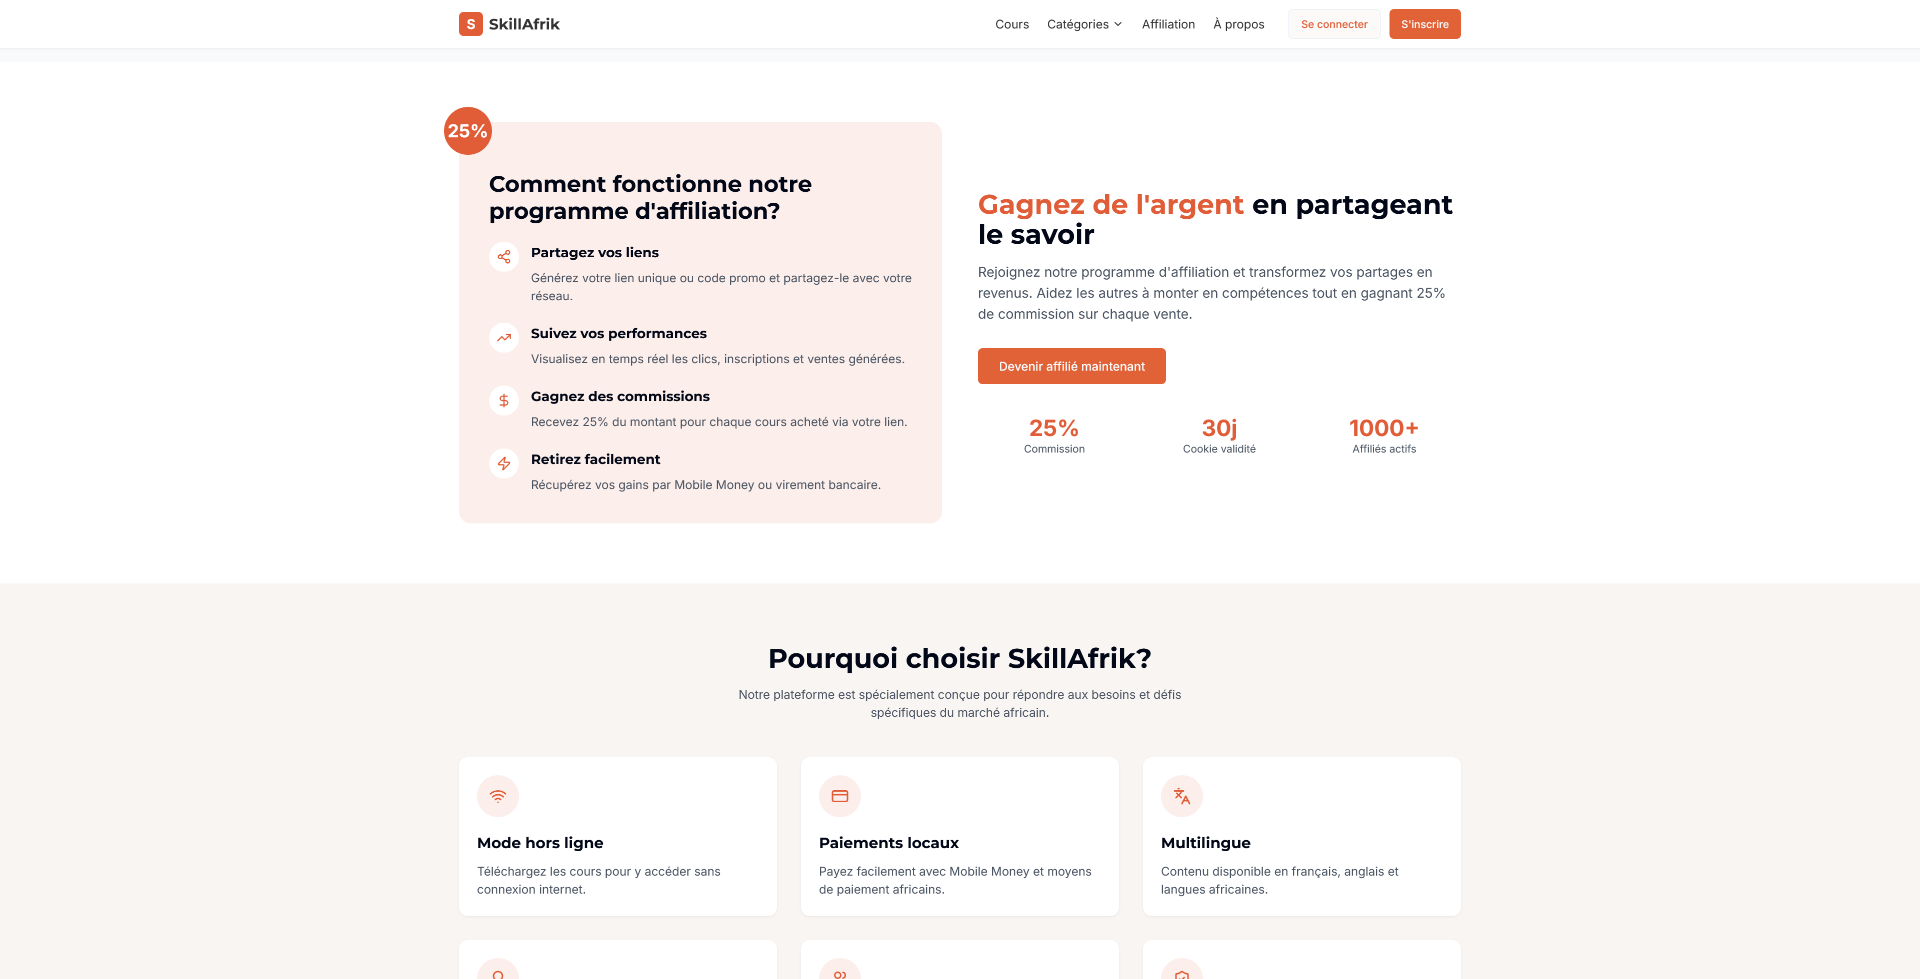 S SkillAfrik
Cours Catégories Affiliation À propos Se connecter S'inscrire
25%
Comment fonctionne notre
programme d'affiliation?
Partagez vos liens
Générez votre lien unique ou code promo et partagez-le avec votre
réseau.
Suivez vos performances
Visualisez en temps réel les clics, inscriptions et ventes générées.
Gagnez des commissions
Recevez 25% du montant pour chaque cours acheté via votre lien.
Retirez facilement
Récupérez vos gains par Mobile Money ou virement bancaire.
Gagnez de l'argent en partageant
le savoir
Rejoignez notre programme d'affiliation et transformez vos partages en
revenus. Aidez les autres à monter en compétences tout en gagnant 25%
de commission sur chaque vente.
Devenir affilié maintenant
25% 30j 1000+
Commission Cookie validité Affiliés actifs
Pourquoi choisir SkillAfrik?
Notre plateforme est spécialement conçue pour répondre aux besoins et défis
spécifiques du marché africain.
Mode hors ligne
Téléchargez les cours pour y accéder sans
connexion internet.
Paiements locaux
Payez facilement avec Mobile Money et moyens
de paiement africains.
Multilingue
Contenu disponible en français, anglais et
langues africaines.